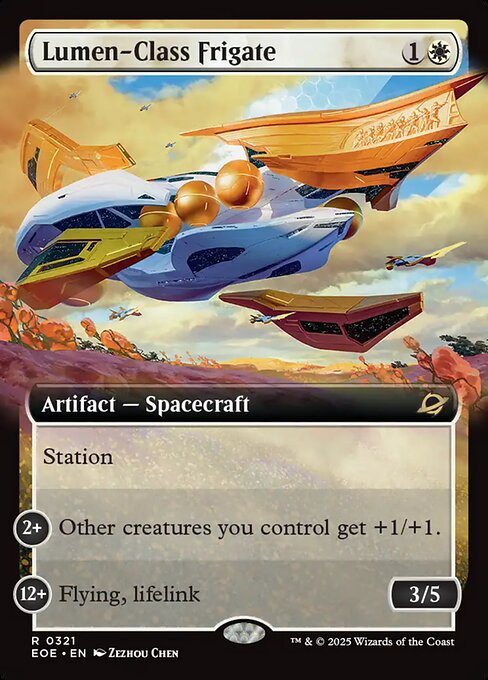 Lumen-Class Frigate 1
Artifact — Spacecraft
Station
2+ Other creatures you control get +1/+1.
12+ Flying, lifelink
3/5
R 0321
EOE • EN Zezhou Chen
™ & © 2025 Wizards of the Coast